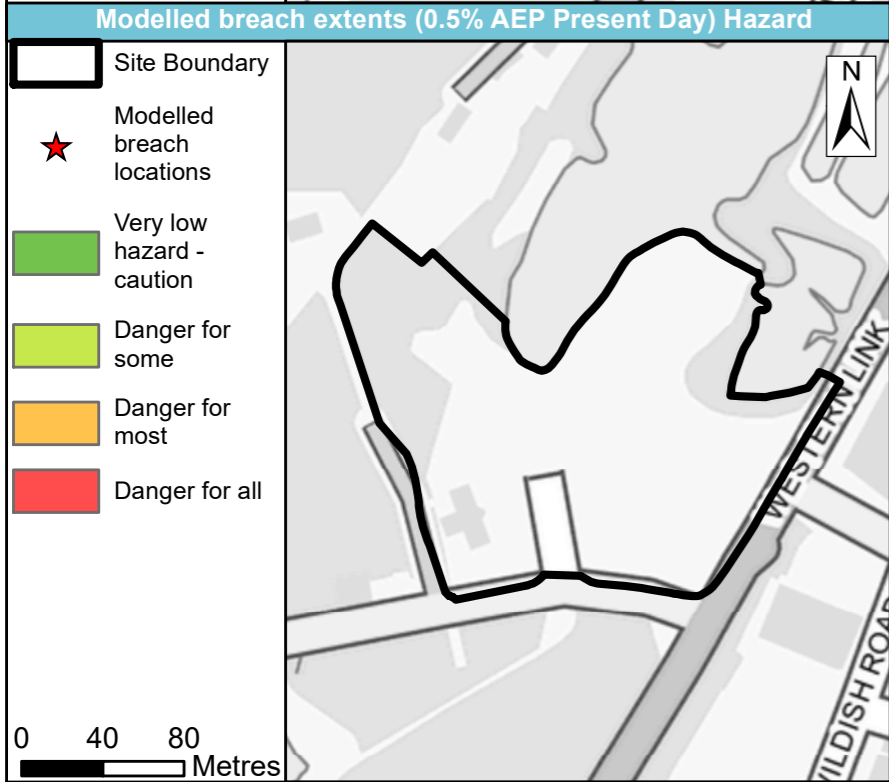 Modelled breach extents (0.5% AEP Present Day) Hazard
Site Boundary
Modelled
breach
locations
Very low
hazard -
caution
Danger for
some
Danger for
most
Danger for all
0 40 80
Metres
N
WESTERN LINK